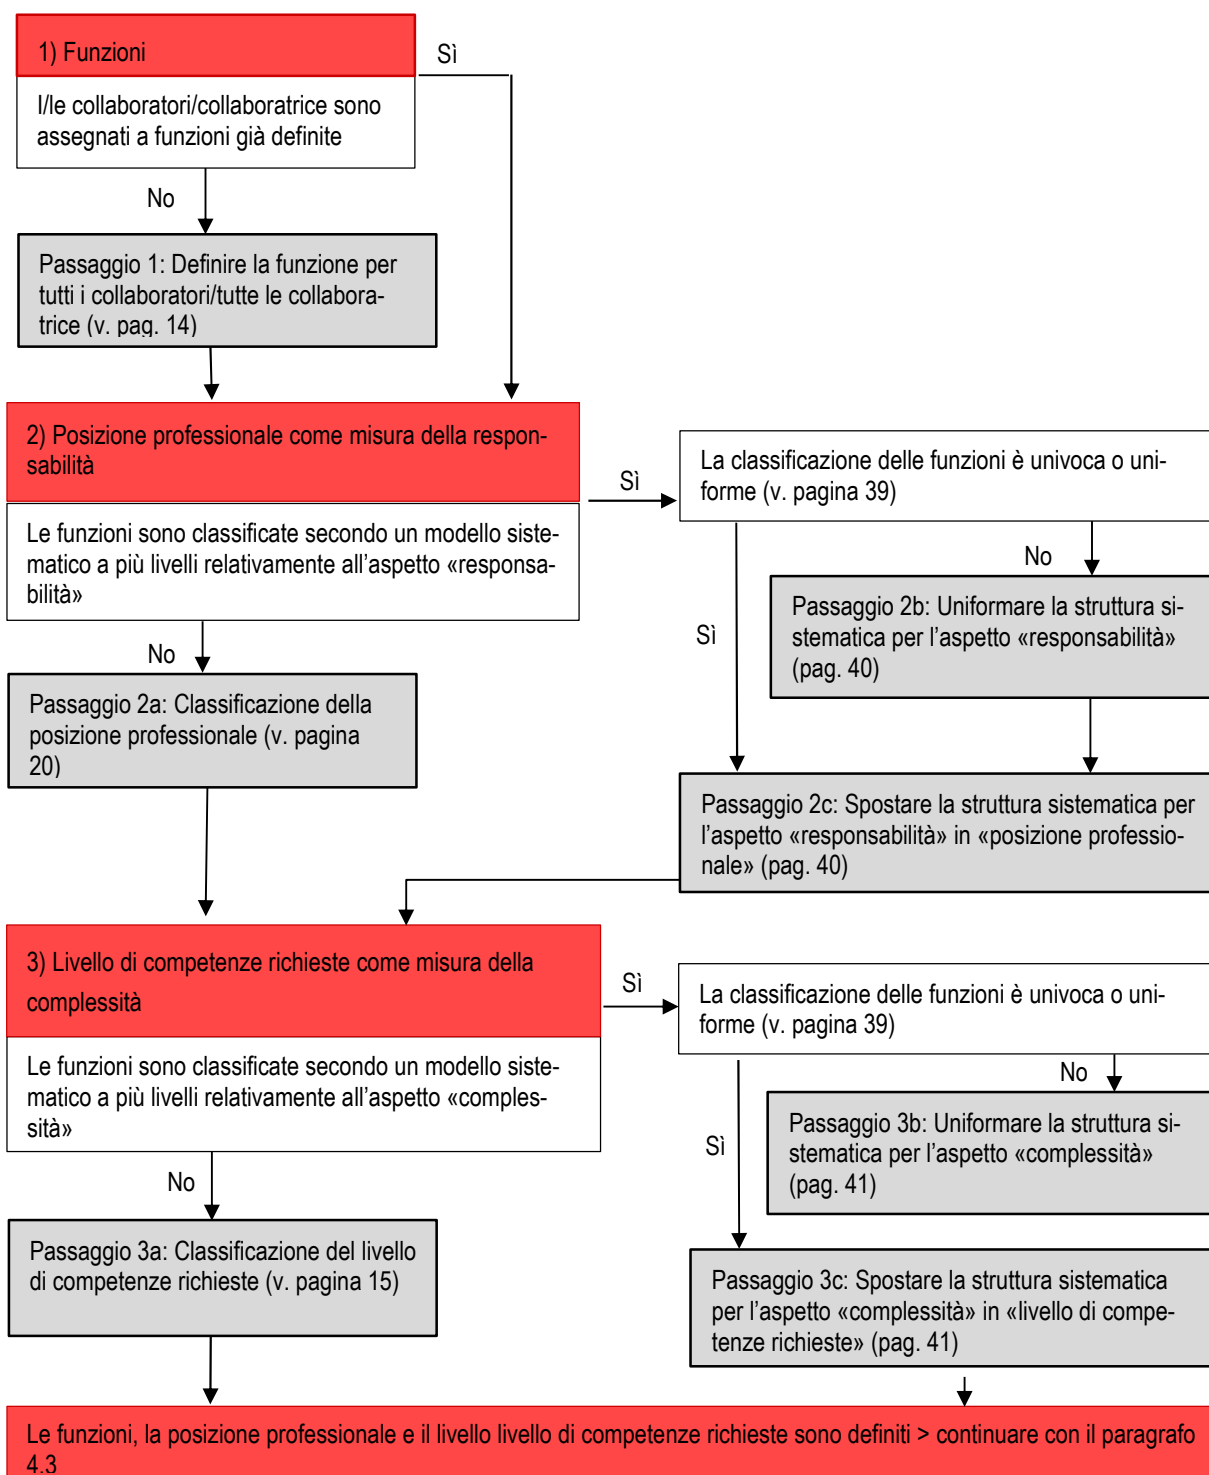 1) Funzioni
Sì
I/le collaboratori/collaboratrice sono
assegnati a funzioni già definite
No
Passaggio 1: Definire la funzione per
tutti i collaboratori/tutte le collabora-
trice (v. pag. 14)
2) Posizione professionale come misura della respon-
sabilità
Sì
La classificazione delle funzioni è univoca o uni-
forme (v. pagina 39)
Le funzioni sono classificate secondo un modello siste-
matico a più livelli relativamente all’aspetto «responsa-
bilità»
No
Passaggio 2b: Uniformare la struttura si-
stematica per l’aspetto «responsabilità»
(pag. 40)
Sì
No
Passaggio 2a: Classificazione della
posizione professionale (v. pagina
20)
Passaggio 2c: Spostare la struttura sistematica per
l’aspetto «responsabilità» in «posizione professio-
nale» (pag. 40)
3) Livello di competenze richieste come misura della
complessità
Sì
La classificazione delle funzioni è univoca o uni-
forme (v. pagina 39)
Le funzioni sono classificate secondo un modello siste-
matico a più livelli relativamente all’aspetto «comples-
sità»
No
Passaggio 3b: Uniformare la struttura si-
stematica per l’aspetto «complessità»
(pag. 41)
Sì
No
Passaggio 3a: Classificazione del livello
di competenze richieste (v. pagina 15)
Passaggio 3c: Spostare la struttura sistematica
per l’aspetto «complessità» in «livello di compe-
tenze richieste» (pag. 41)
Le funzioni, la posizione professionale e il livello livello di competenze richieste sono definiti > continuare con il paragrafo
4.3